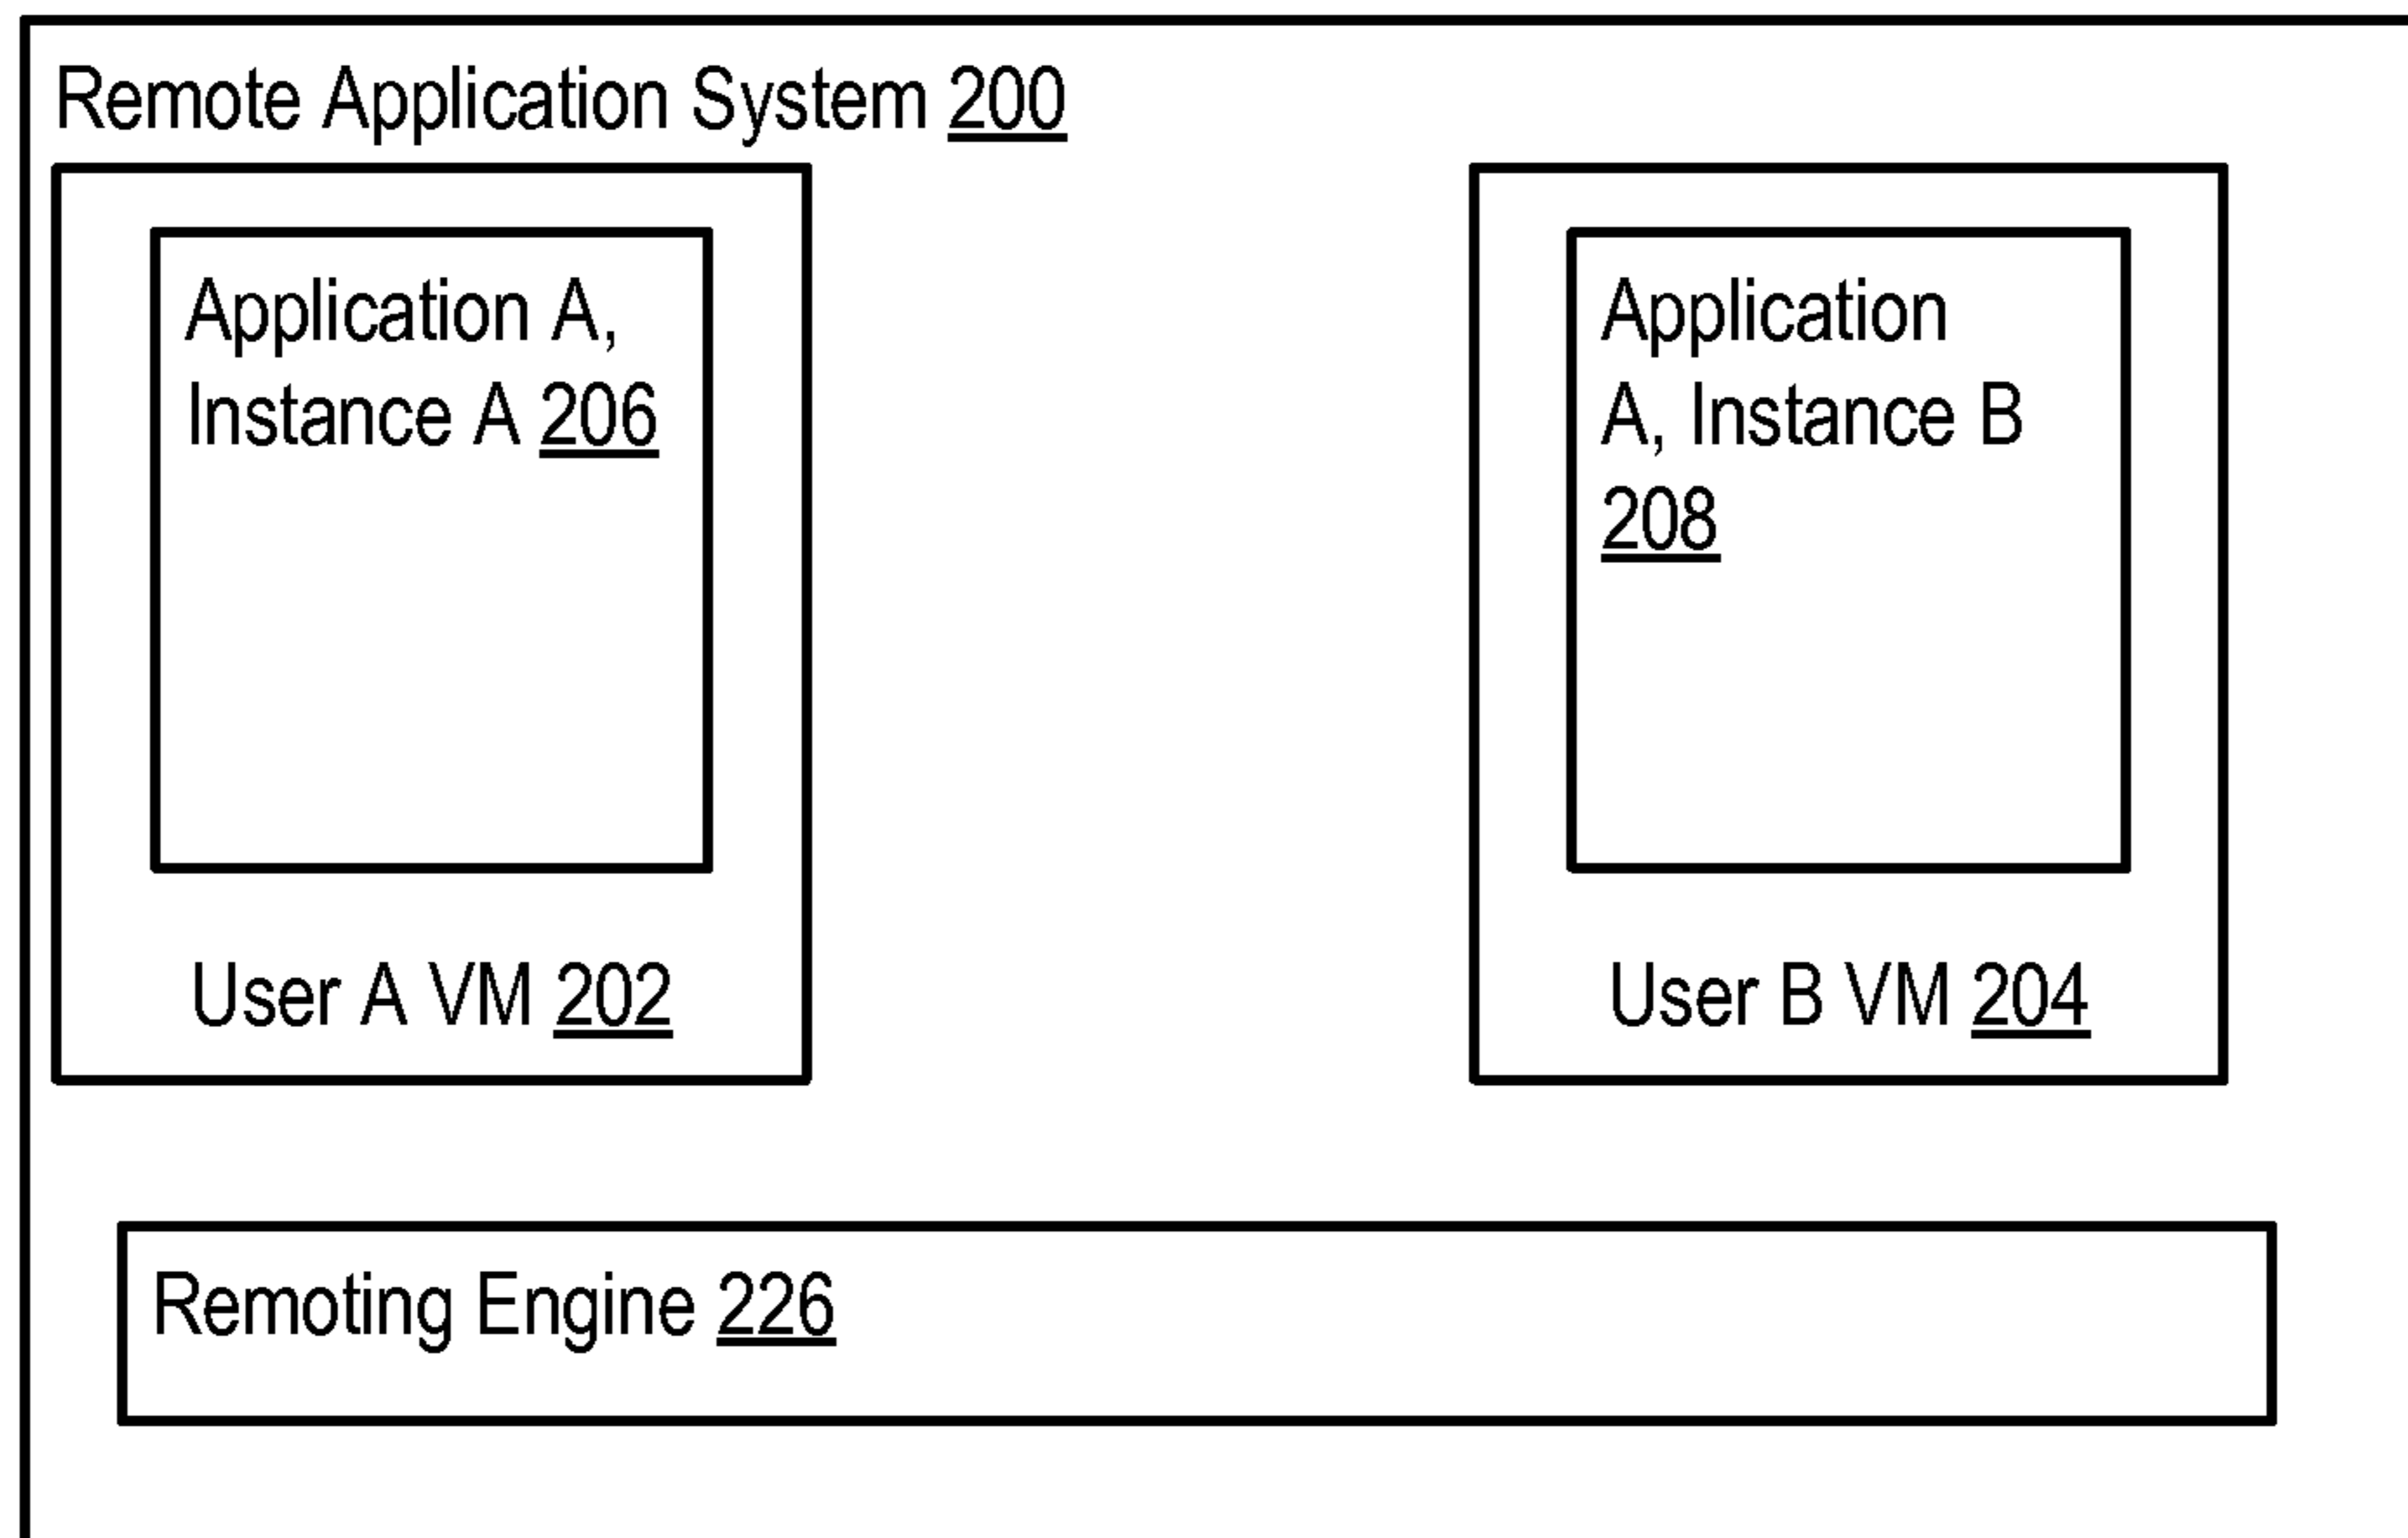 Remote Application System 200
Application A,
Instance A 206
User A VM 202
Application
A, Instance B
208
User B VM 204
Remoting Engine 226